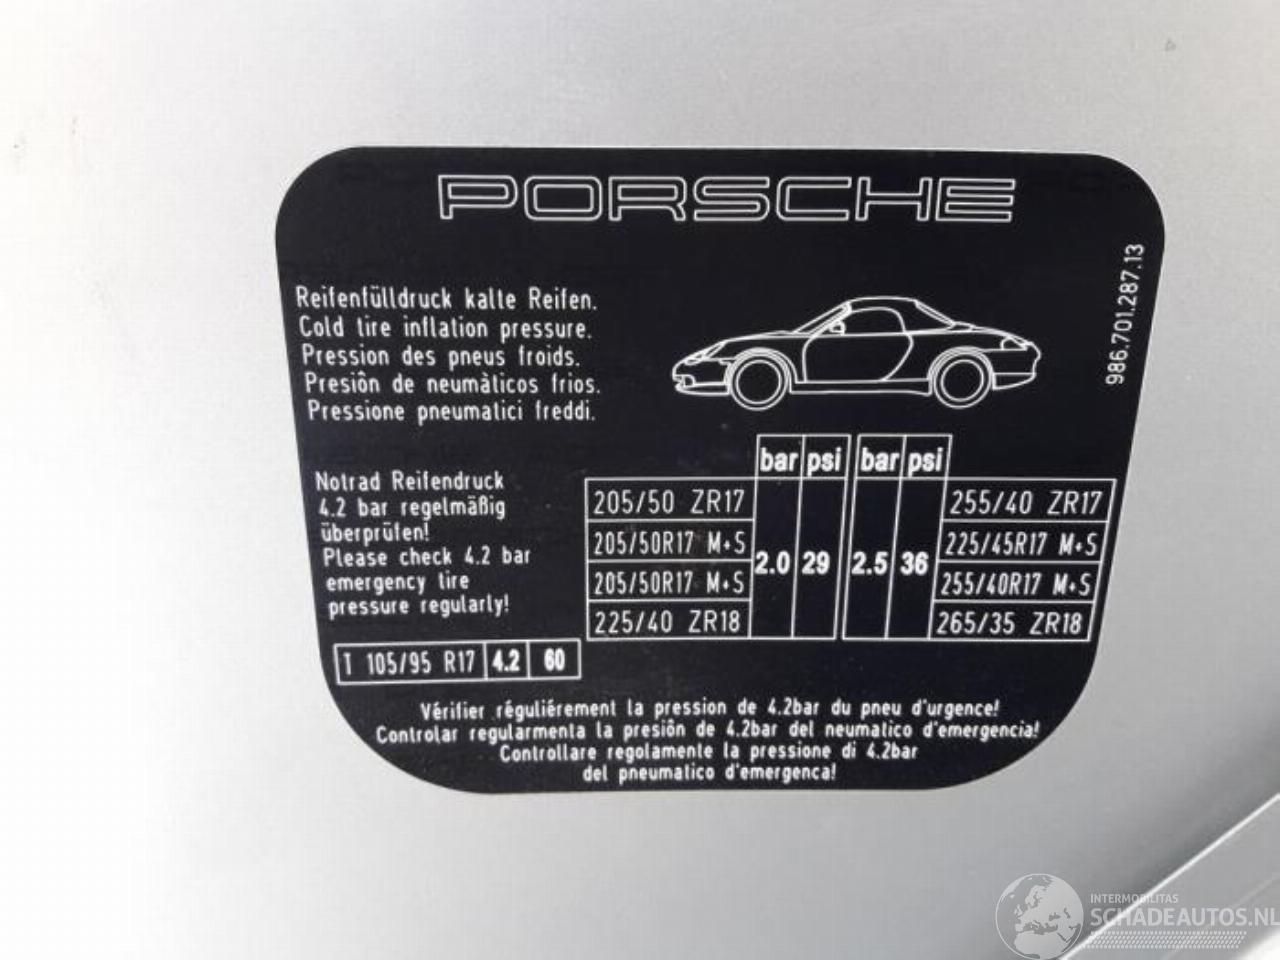 PORSCHE
986.701.287.13
Reifenfülldruck kalte Reifen.
Cold tire inflation pressure.
Pression des pneus froids.
Presiôn de neumàticos frios.
Pressione pneumatici freddi.
Notrad Reifendruck
4.2 bar regelmäßig
überprüfen!
Please check 4.2 bar
emergency tire
pressure regularly!
bar psi bar psi
205/50 ZR17 255/40 ZR17
205/50R17 M+S 225/45R17 M+S
2.0 29 2.5 36
205/50R17 M+S 255/40R17 M+S
225/40 ZR18 265/35 ZR18
T 105/95 R17 4.2 60
Vérifier réguliérement la pression de 4.2bar du pneu d'urgence!
Controlar regularmenta la presiôn de 4.2bar del neumatico d'emergencia!
Controllare regolamente la pressione di 4.2bar
del pneumatico d'emergenca!
INTERMOBILITAS
SCHADEAUTOS.NL